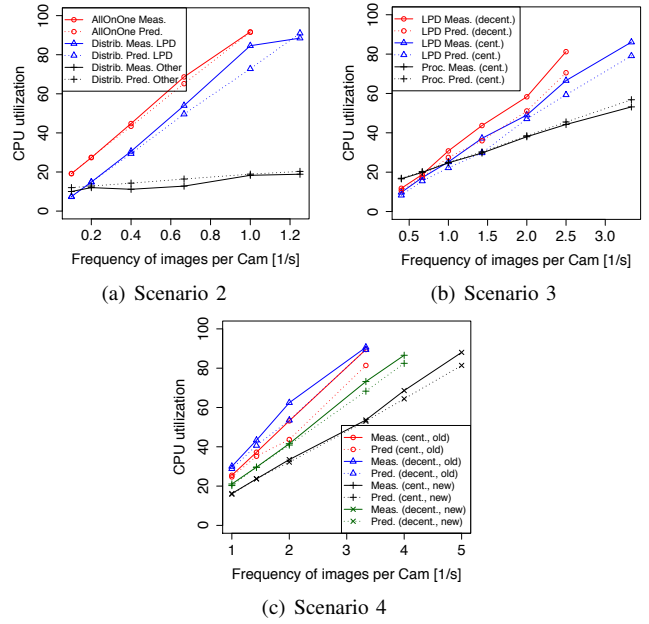 AllOnOne Meas.
AllOnOne Pred.
Distrib. Meas. LPD
Distrib. Pred. LPD
Distrib. Meas. Other
Distrib. Pred. Other
CPU utilization
0
20
40
60
80
100
0.2 0.4 0.6 0.8 1.0 1.2
Frequency of images per Cam [1/s]
(a) Scenario 2
LPD Meas. (decent.)
LPD Pred. (decent.)
LPD Meas. (cent.)
LPD Pred. (cent.)
Proc. Meas. (cent.)
Proc. Pred. (cent.)
CPU utilization
0
20
40
60
80
100
0.5 1.0 1.5 2.0 2.5 3.0
Frequency of images per Cam [1/s]
(b) Scenario 3
CPU utilization
0
20
40
60
80
100
Meas. (cent., old)
Pred (cent., old)
Meas. (decent., old)
Pred. (decent., old)
Meas. (cent., new)
Pred. (cent., new)
Meas. (decent., new)
Pred. (decent., new)
1 2 3 4 5
Frequency of images per Cam [1/s]
(c) Scenario 4